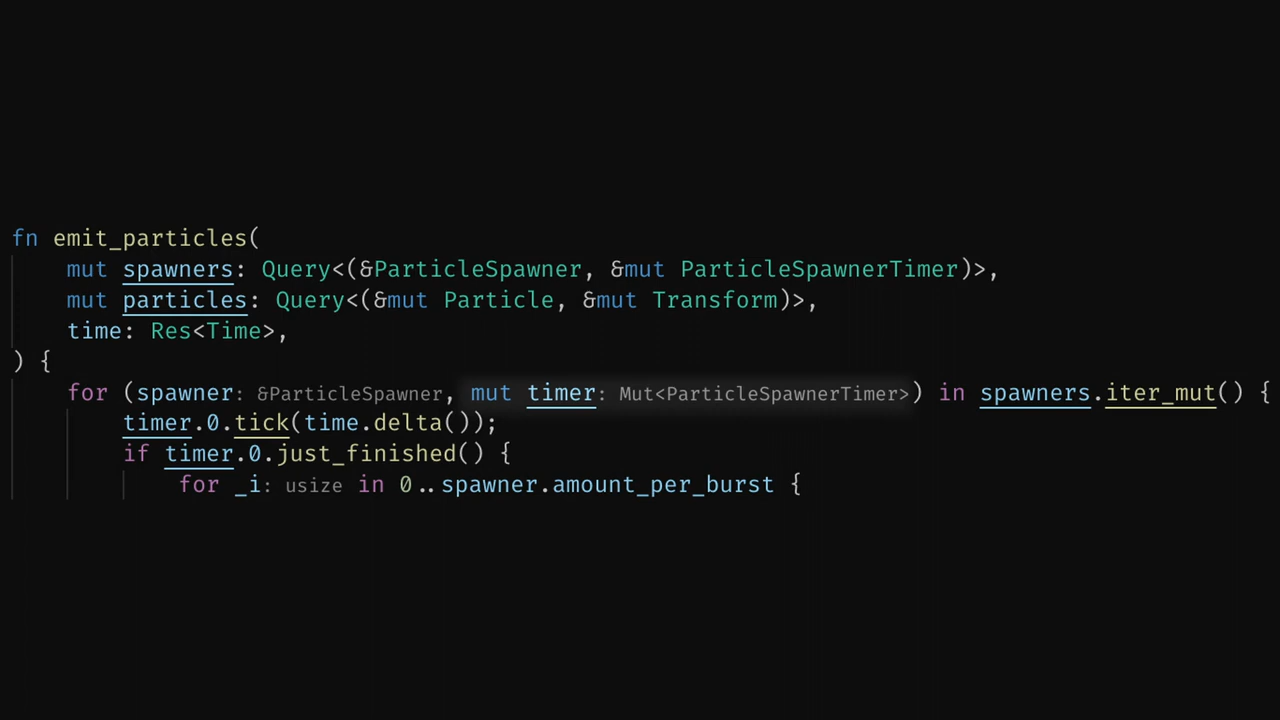 fn emit_particles(
    mut spawners: Query<(&ParticleSpawner, &mut ParticleSpawnerTimer)>,
    mut particles: Query<(&mut Particle, &mut Transform)>,
    time: Res<Time>,
) {
    for (spawner: &ParticleSpawner, mut timer: Mut<ParticleSpawnerTimer>) in spawners.iter_mut() {
        timer.0.tick(time.delta());
        if timer.0.just_finished() {
            for _i: usize in 0..spawner.amount_per_burst {